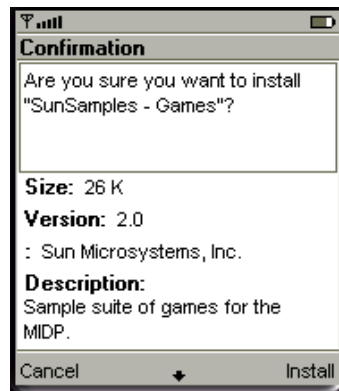 Confirmation
Are you sure you want to install
"SunSamples - Games"?
Size: 26 K
Version: 2.0
: Sun Microsystems, Inc.
Description:
Sample suite of games for the
MIDP.
Cancel Install